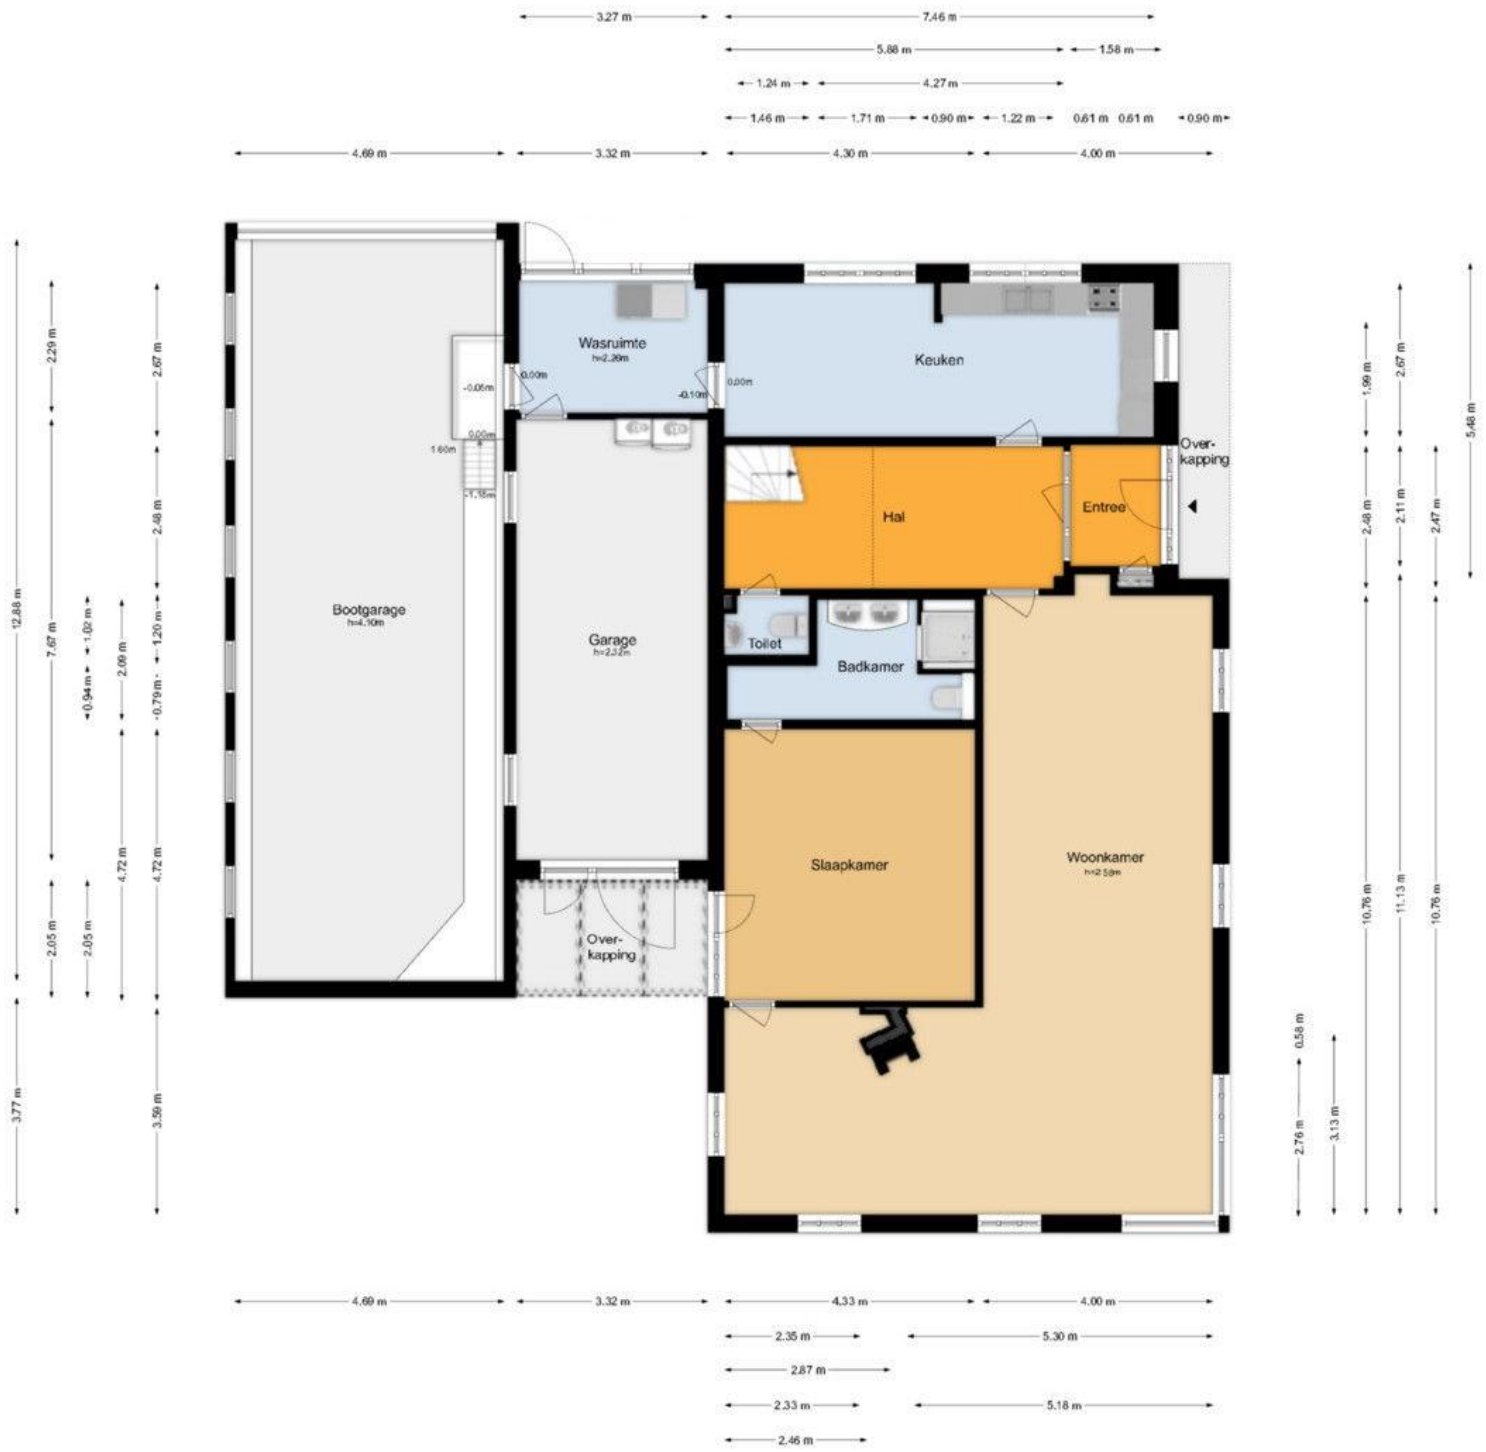 3.27 m
7.46 m
5.88 m
1.58 m
1.24 m
4.27 m
1.46 m
1.71 m
0.90 m
1.22 m
0.61 m
0.61 m
0.90 m
4.69 m
3.32 m
4.30 m
4.00 m
12.88 m
3.77 m
2.29 m
7.67 m
2.05 m
1.02 m
0.94 m
2.05 m
2.09 m
4.72 m
2.67 m
2.48 m
1.20 m
0.79 m
4.72 m
3.59 m
Wasruimte
h=2.26m
0.00m
-0.10m
0.00m
Keuken
-0.05m
0.00m
1.60m
-1.15m
Over-
kapping
Hal
Entree
Bootgarage
h=4.10m
Garage
h=2.32m
Toilet
Badkamer
Slaapkamer
Woonkamer
h=2.59m
Over-
kapping
1.99 m
2.67 m
5.48 m
2.48 m
2.11 m
2.47 m
10.76 m
11.13 m
10.76 m
0.58 m
2.76 m
3.13 m
4.69 m
3.32 m
4.33 m
4.00 m
2.35 m
5.30 m
2.87 m
2.33 m
5.18 m
2.46 m